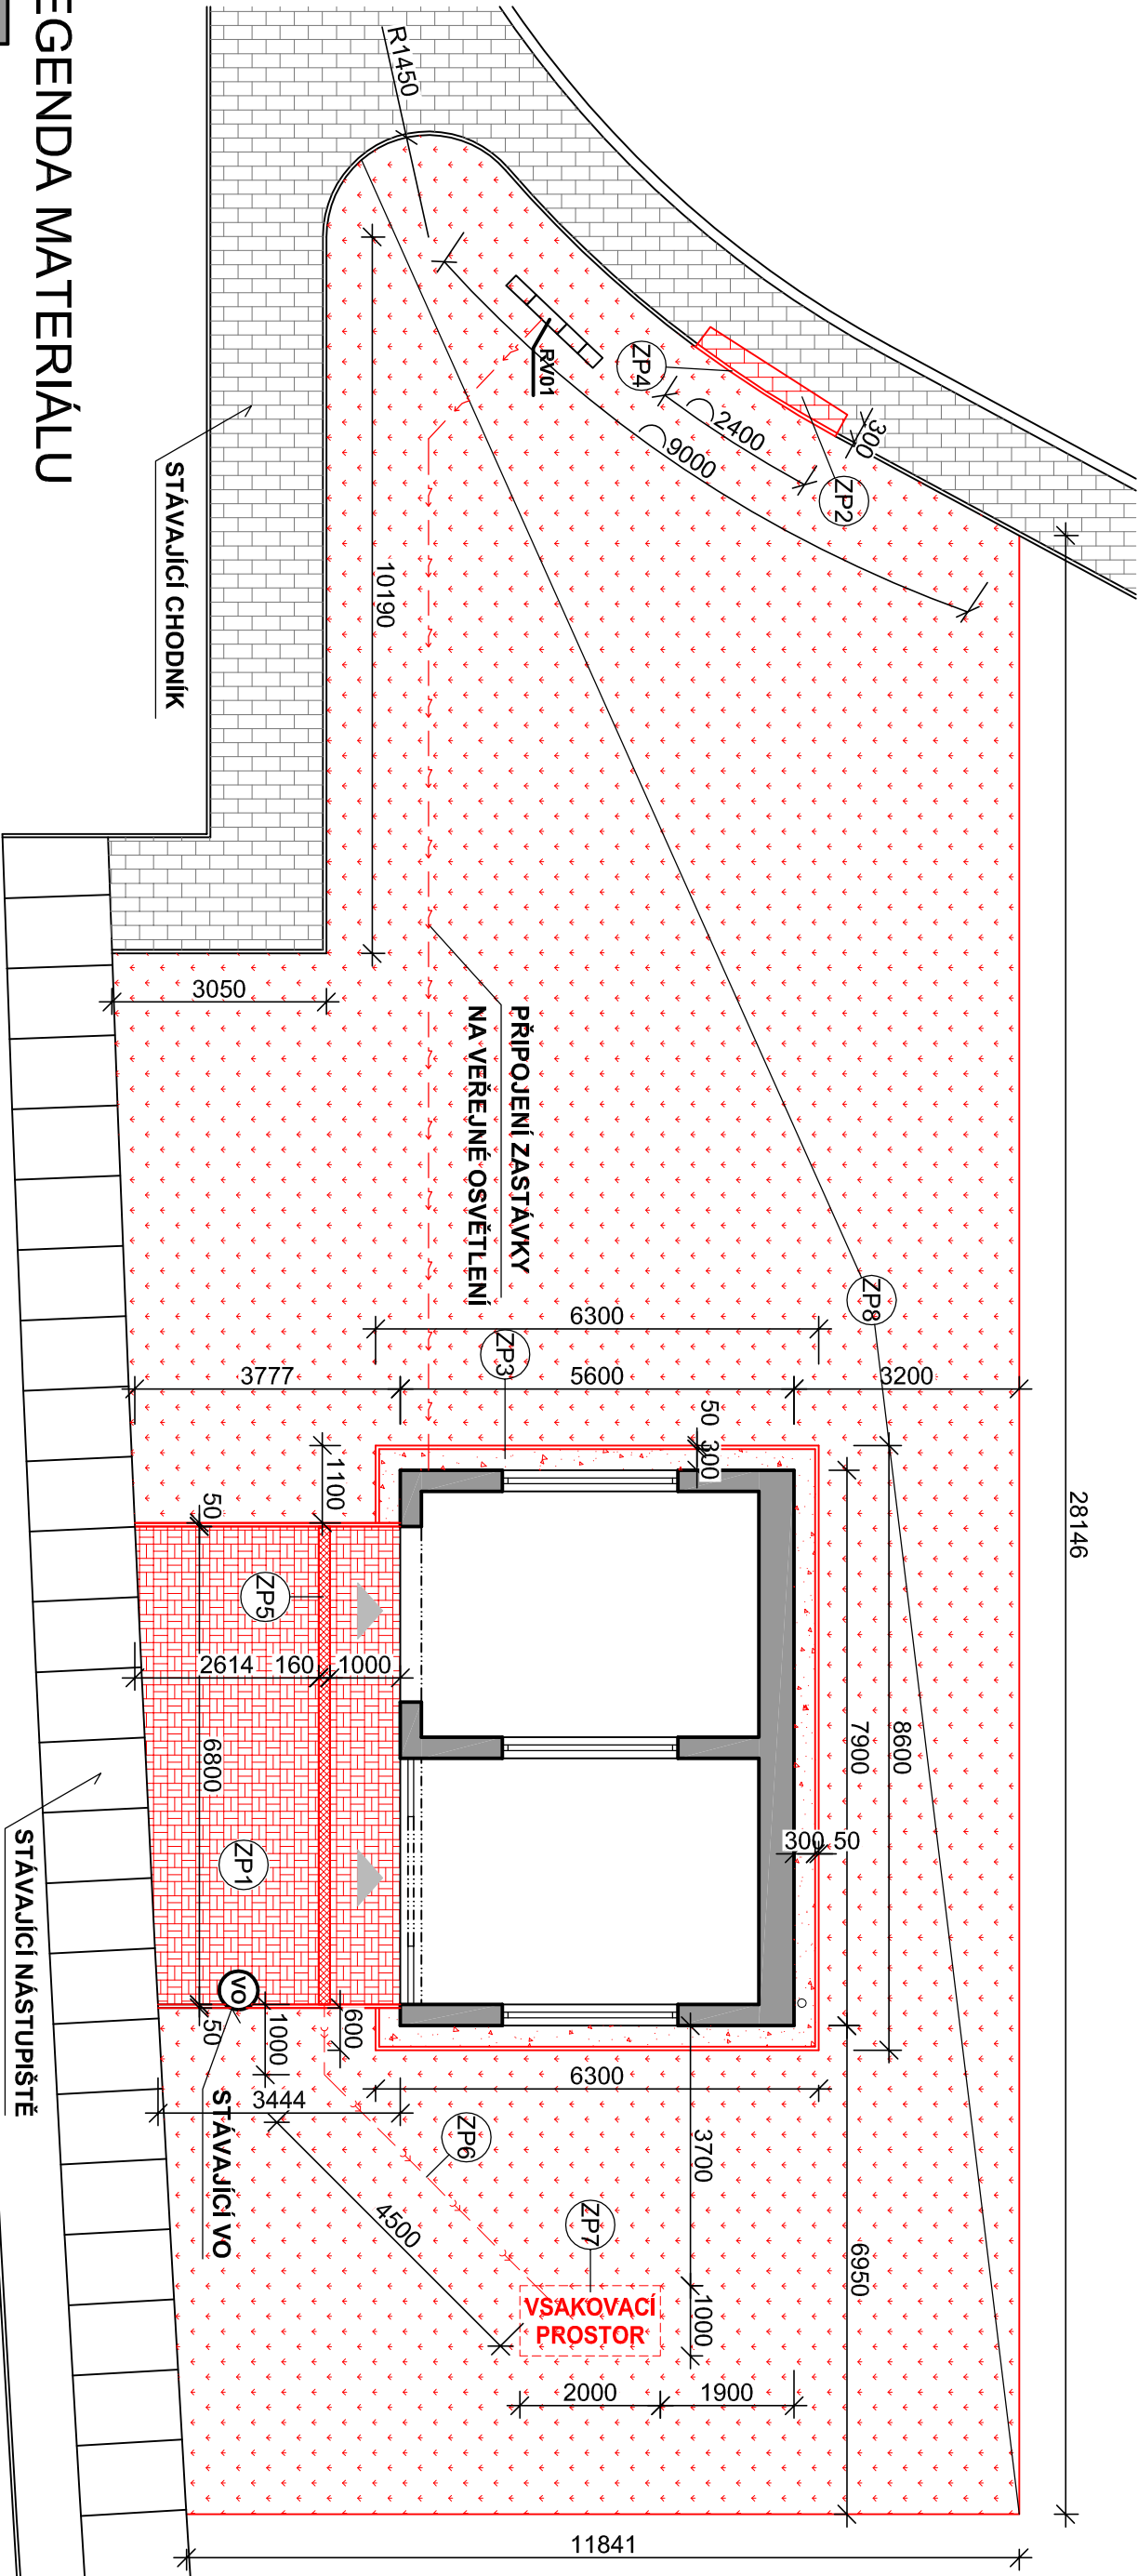 EGENDA MATERIÁLU
R1450
STÁVAJÍCÍ CHODNÍK
RV01
ZP4
2400
9000
300
ZP2
10190
3050
PŘIPOJENÍ ZASTÁVKY
NA VEŘEJNÉ OSVĚTLENÍ
ZP8
28146
6300
ZP3
3777
5600
3200
50
300
1100
50
ZP5
2614
160
1000
6800
ZP1
8600
7900
300
50
VO
50
1000
600
STÁVAJÍCÍ VO
3444
6300
ZP6
3700
4500
ZP7
6950
VSAKOVACÍ
PROSTOR
1000
2000
1900
11841
STÁVAJÍCÍ NÁSTUPIŠTĚ